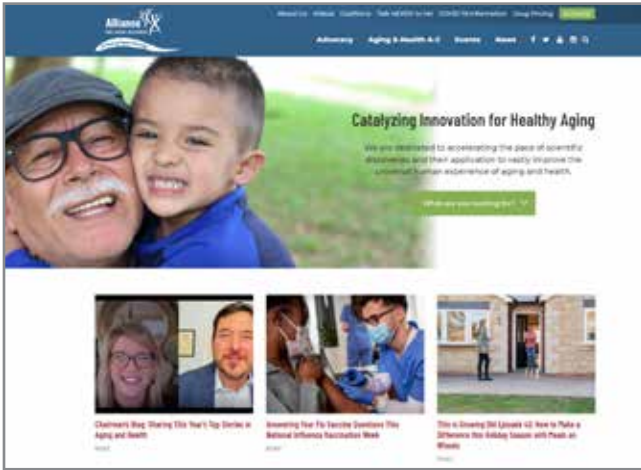 About Us Videos Coalitions Talk NERDY to Me COVID-19 Information Drug Pricing
Alliance
Advocacy Aging & Health A-Z Events News
Catalyzing Innovation for Healthy Aging
We are dedicated to accelerating the pace of scientific
discoveries and their application to vastly improve the
universal human experience of aging and health.
What are you looking for?
Chairman's Blog: Sharing This Year's Top Stories in
Aging and Health
Answering Your Flu Vaccine Questions This
National Influenza Vaccination Week
This is Growing Old Episode 43: How to Make a
Difference this Holiday Season with Meals on
Wheels